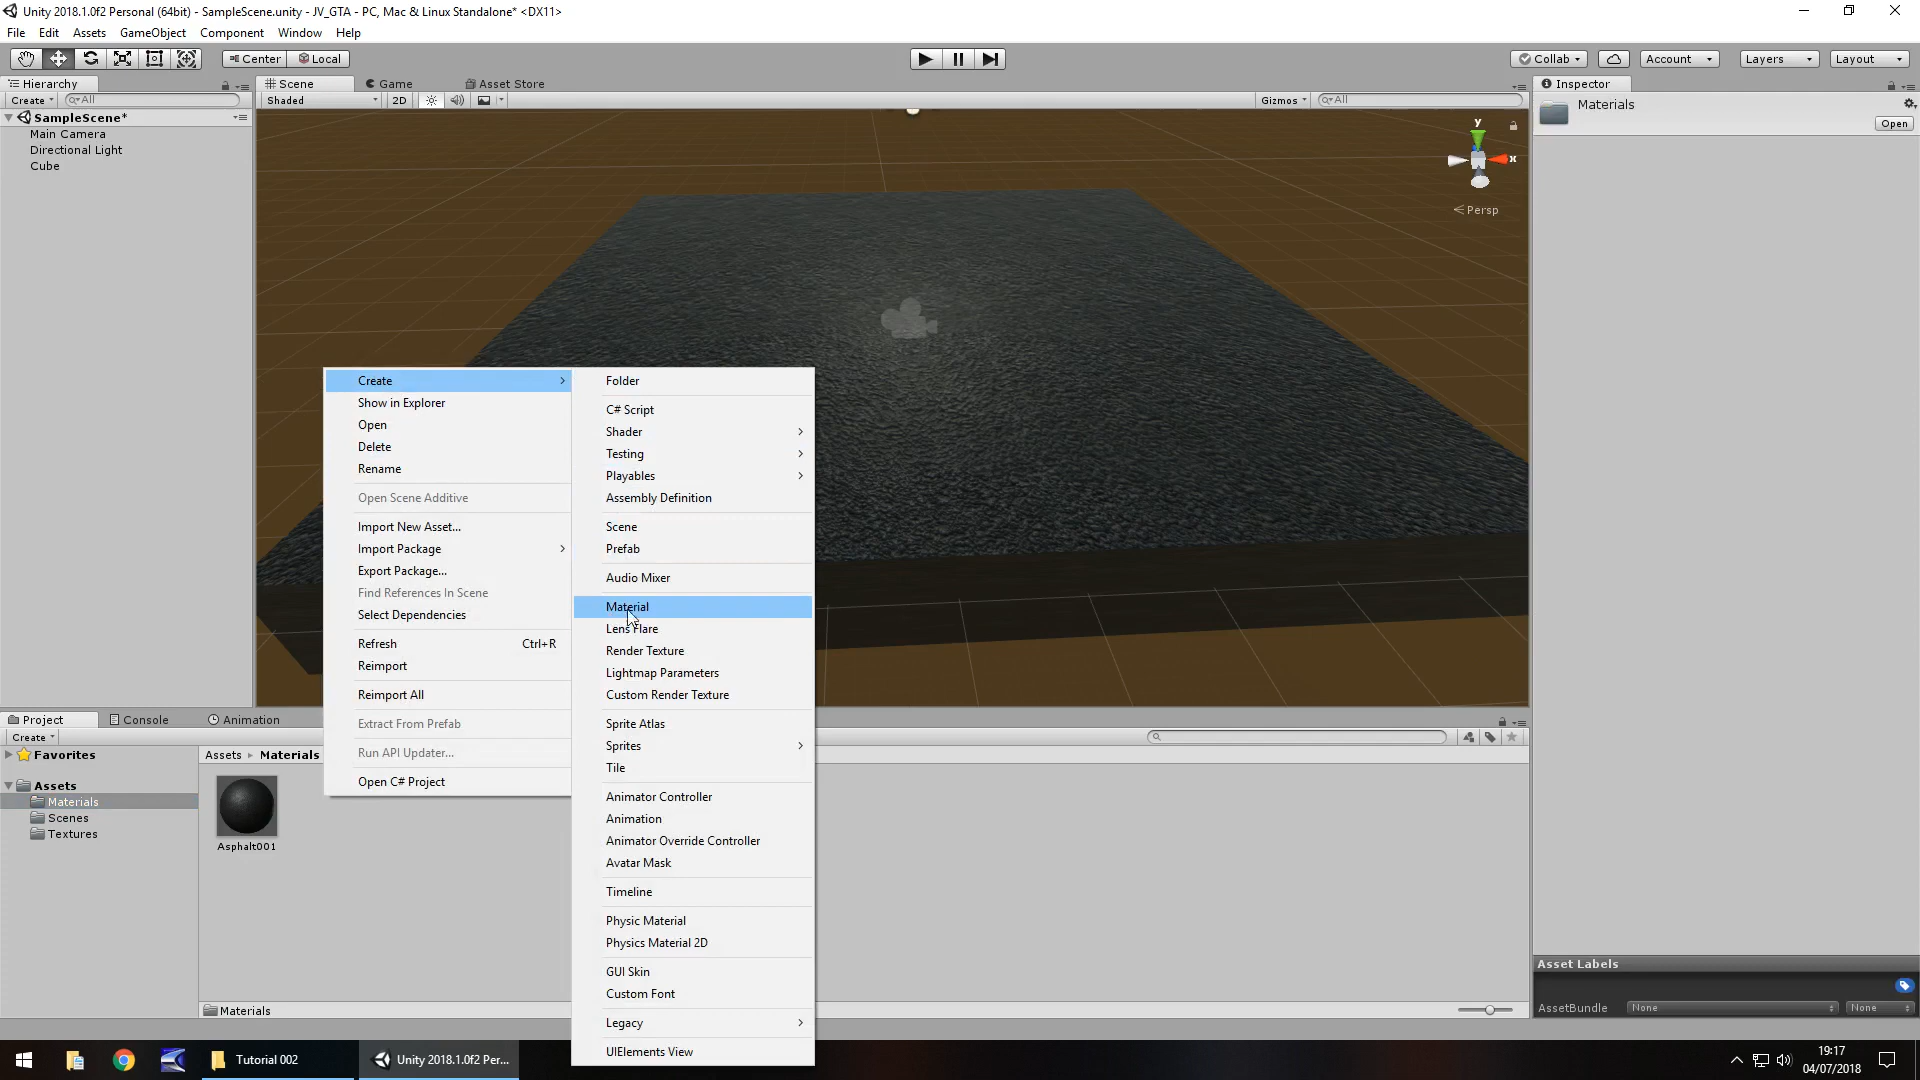 Unity 2018.1.0f2 Personal (64bit) - SampleScene.unity - JV_GTA - PC, Mac & Linux Standalone* <DX11>
File Edit Assets GameObject Component Window Help
Center Local Collab Account Layers Layout
Hierarchy Scene Game Asset Store Inspector
Create All Shaded 2D Gizmos All
Materials
Open
SampleScene*
Main Camera
Directional Light
Cube
y
x
Persp
Create
Show in Explorer
Open
Delete
Rename
Open Scene Additive
Import New Asset...
Import Package
Export Package...
Find References In Scene
Select Dependencies
Refresh Ctrl+R
Reimport
Reimport All
Extract From Prefab
Run API Updater...
Open C# Project
Folder
C# Script
Shader
Testing
Playables
Assembly Definition
Scene
Prefab
Audio Mixer
Material
Lens Flare
Render Texture
Lightmap Parameters
Custom Render Texture
Sprite Atlas
Sprites
Tile
Animator Controller
Animation
Animator Override Controller
Avatar Mask
Timeline
Physic Material
Physics Material 2D
GUI Skin
Custom Font
Legacy
UIElements View
Project Console Animation
Create
Favorites
Assets
Materials
Scenes
Textures
Assets Materials
Asphalt001
Materials
Asset Labels
AssetBundle None None
Tutorial 002
Unity 2018.1.0f2 Per...
19:17
04/07/2018